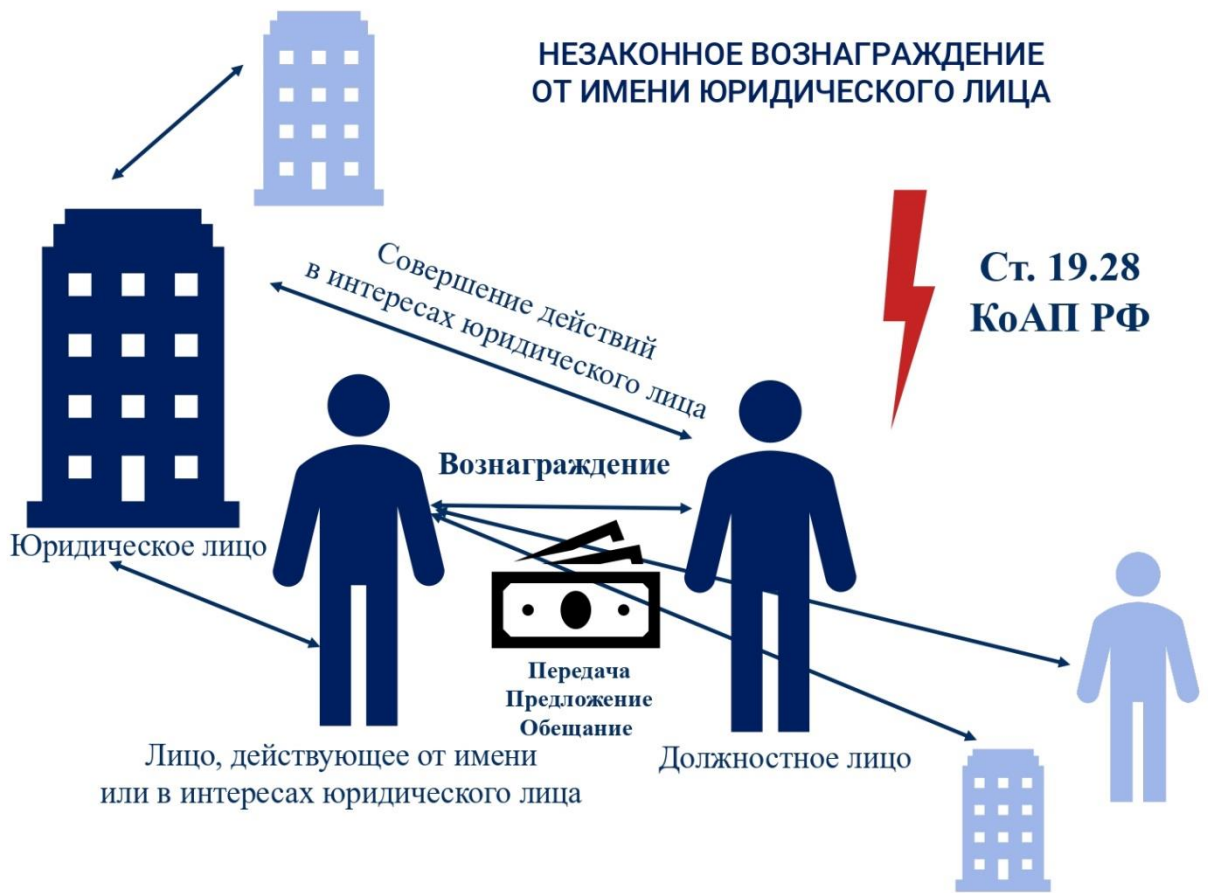 НЕЗАКОННОЕ ВОЗНАГРАЖДЕНИЕ
ОТ ИМЕНИ ЮРИДИЧЕСКОГО ЛИЦА
Ст. 19.28
КоАП РФ
Совершение действий
в интересах юридического лица
Вознаграждение
Юридическое лицо
Передача
Предложение
Обещание
Лицо, действующее от имени
или в интересах юридического лица
Должностное лицо